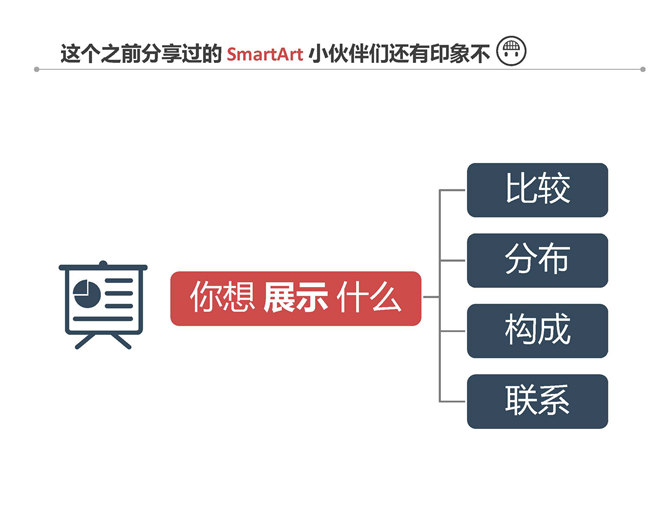 这个之前分享过的 SmartArt 小伙伴们还有印象不
你想 展示 什么
比较
分布
构成
联系